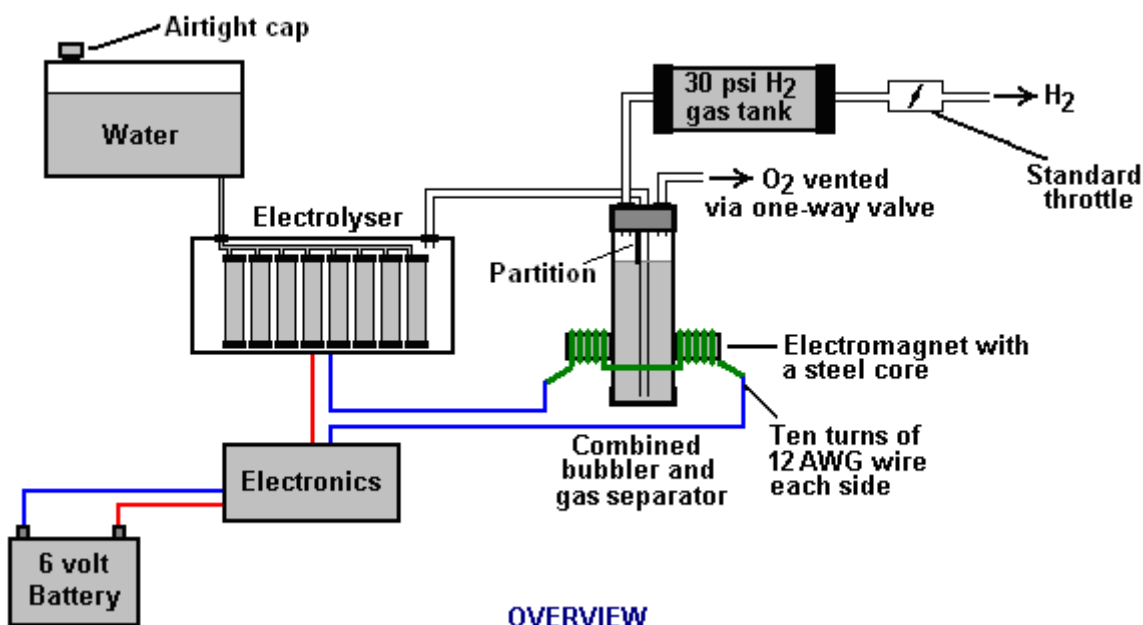 Airtight cap
Water
30 psi H2
gas tank
H2
Standard
throttle
O2 vented
via one-way valve
Electrolyser
Partition
Electromagnet with
a steel core
Ten turns of
12 AWG wire
each side
Combined
bubbler and
gas separator
Electronics
6 volt
Battery
OVERVIEW